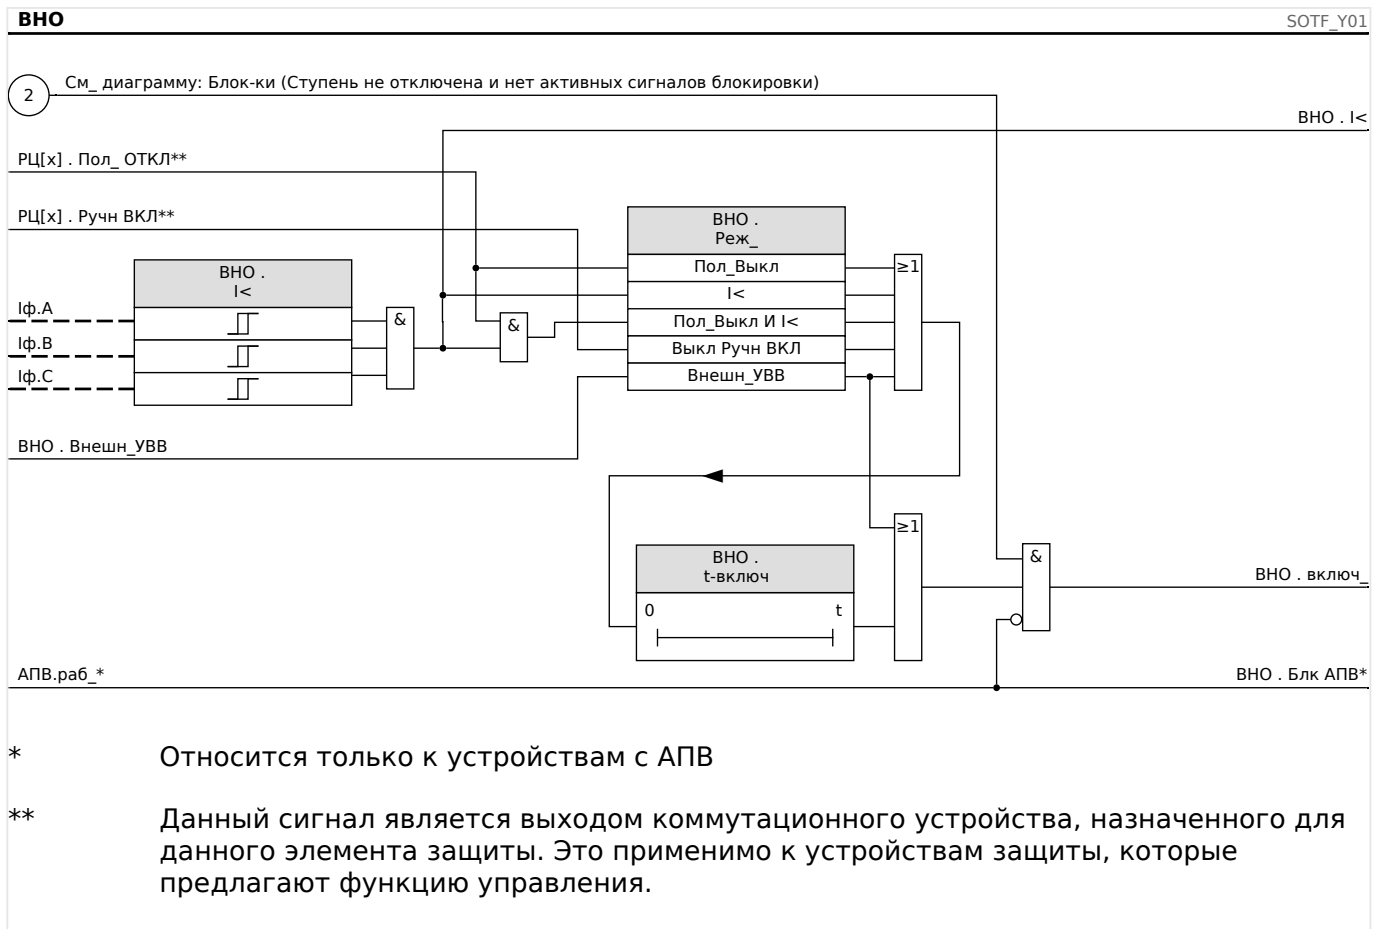 ВНО
SOTF_Y01
2
См_ диаграмму: Блок-ки (Ступень не отключена и нет активных сигналов блокировки)
ВНО . I<
РЦ[x] . Пол_ ОТКЛ**
РЦ[x] . Ручн ВКЛ**
ВНО .
Реж_
Пол_Выкл
I<
Пол_Выкл И I<
Выкл Ручн ВКЛ
Внешн_УВВ
≥1
ВНО .
I<
Iф.A
Iф.B
Iф.C
&
&
ВНО . Внешн_УВВ
≥1
ВНО .
t-включ
0
t
&
ВНО . включ_
АПВ.раб_*
ВНО . Блк АПВ*
*
Относится только к устройствам с АПВ
**
Данный сигнал является выходом коммутационного устройства, назначенного для
данного элемента защиты. Это применимо к устройствам защиты, которые
предлагают функцию управления.